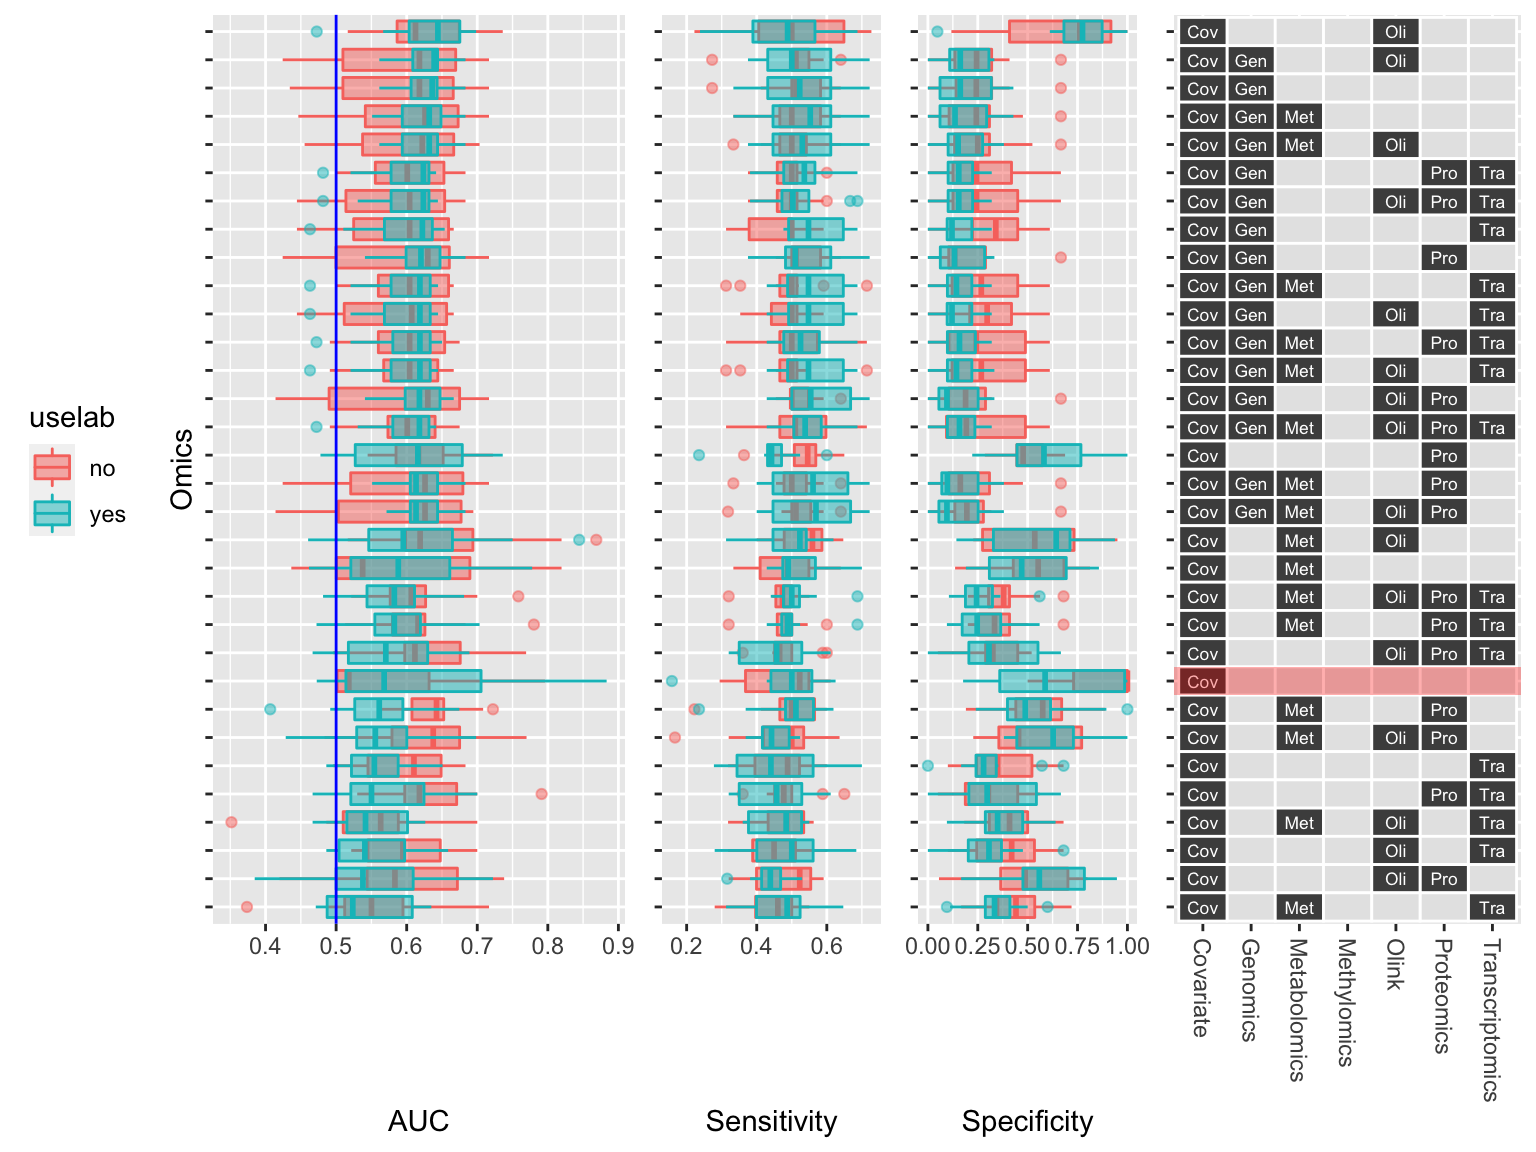 Cov Oli
Cov Gen Oli
Cov Gen
Cov Gen Met
Cov Gen Met Oli
Cov Gen Pro Tra
Cov Gen Oli Pro Tra
Cov Gen Tra
Cov Gen Pro
Cov Gen Met Tra
Cov Gen Oli Tra
Cov Gen Met Pro Tra
Cov Gen Met Oli Tra
Cov Gen Oli Pro
Cov Gen Met Oli Pro Tra
Cov Pro
Cov Gen Met Pro
Cov Gen Met Oli Pro
Cov Met Oli
Cov Met
Cov Met Oli Pro Tra
Cov Met Pro Tra
Cov Oli Pro Tra
Cov
Cov Met Pro
Cov Met Oli Pro
Cov Tra
Cov Pro Tra
Cov Met Oli Tra
Cov Oli Tra
Cov Oli Pro
Cov Met Tra
uselab
no
yes
Omics
0.4 0.5 0.6 0.7 0.8 0.9
0.2 0.4 0.6
0.00 0.25 0.50 0.75 1.00
Covariate
Genomics
Metabolomics
Methylomics
Olink
Proteomics
Transcriptomics
AUC
Sensitivity
Specificity